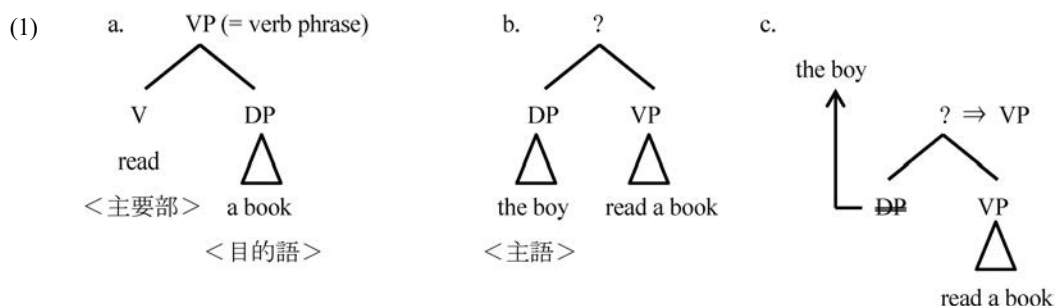 (1) a. VP (= verb phrase) b. ? c.
the boy
? ⇒ VP
V DP DP VP
read
＜主要部＞ a book the boy read a book DP VP
＜目的語＞ ＜主語＞
read a book